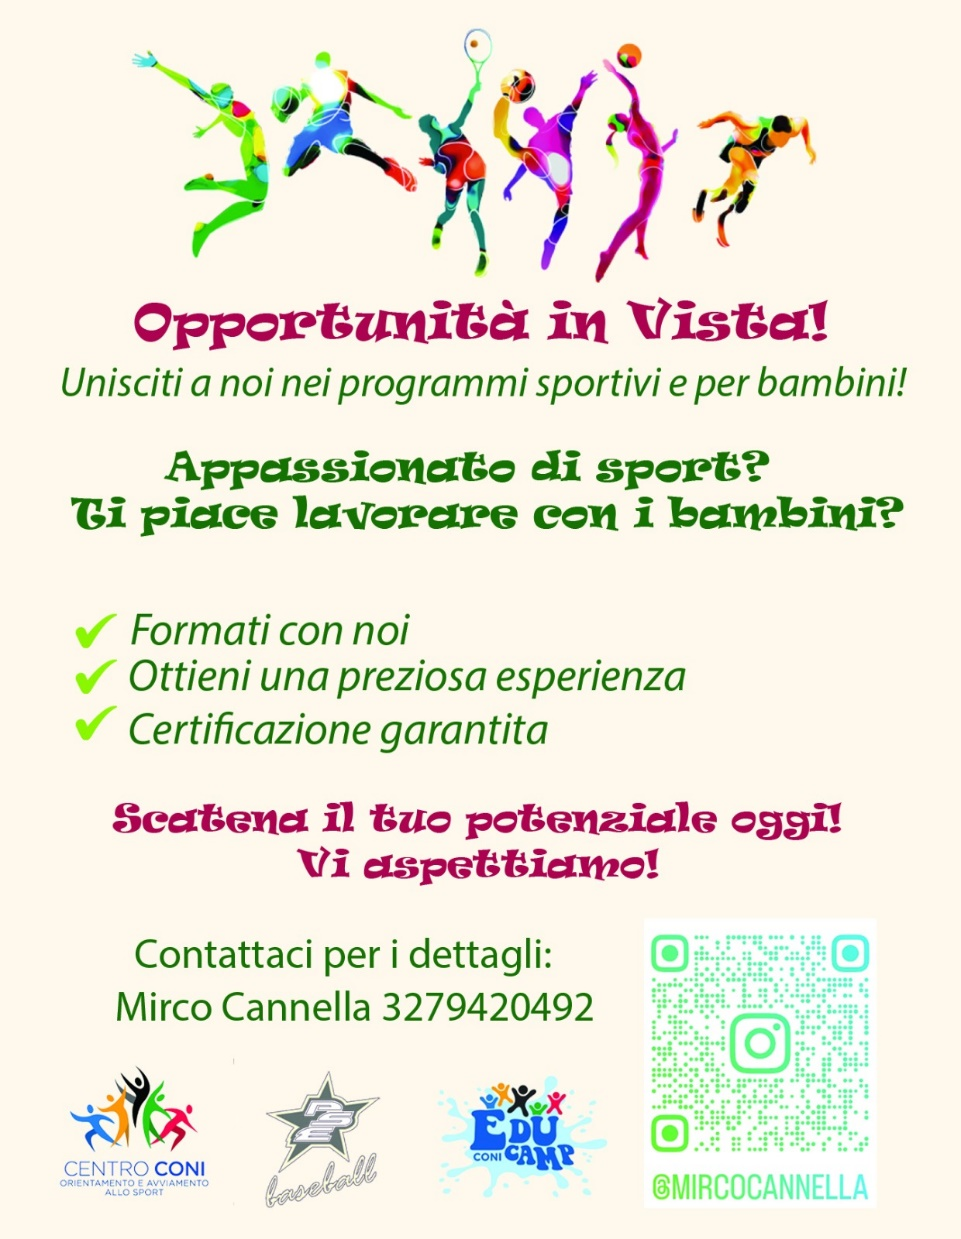 Opportunità in Vista!
Unisciti a noi nei programmi sportivi e per bambini!
Appassionato di sport?
Ti piace lavorare con i bambini?
✔ Formati con noi
✔ Ottieni una preziosa esperienza
✔ Certificazione garantita
Scatena il tuo potenziale oggi!
Vi aspettiamo!
Contattaci per i dettagli:
Mirco Cannella 3279420492
CENTRO CONI
ORIENTAMENTO E AVVIAMENTO
ALLO SPORT
PSE
baseball
EDU
CONI CAMP
@MIRCOCANNELLA